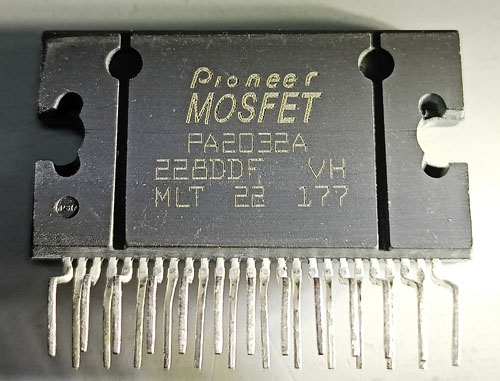 Pioneer
MOSFET
PA2032A
228DDF VH
MLT 22 177